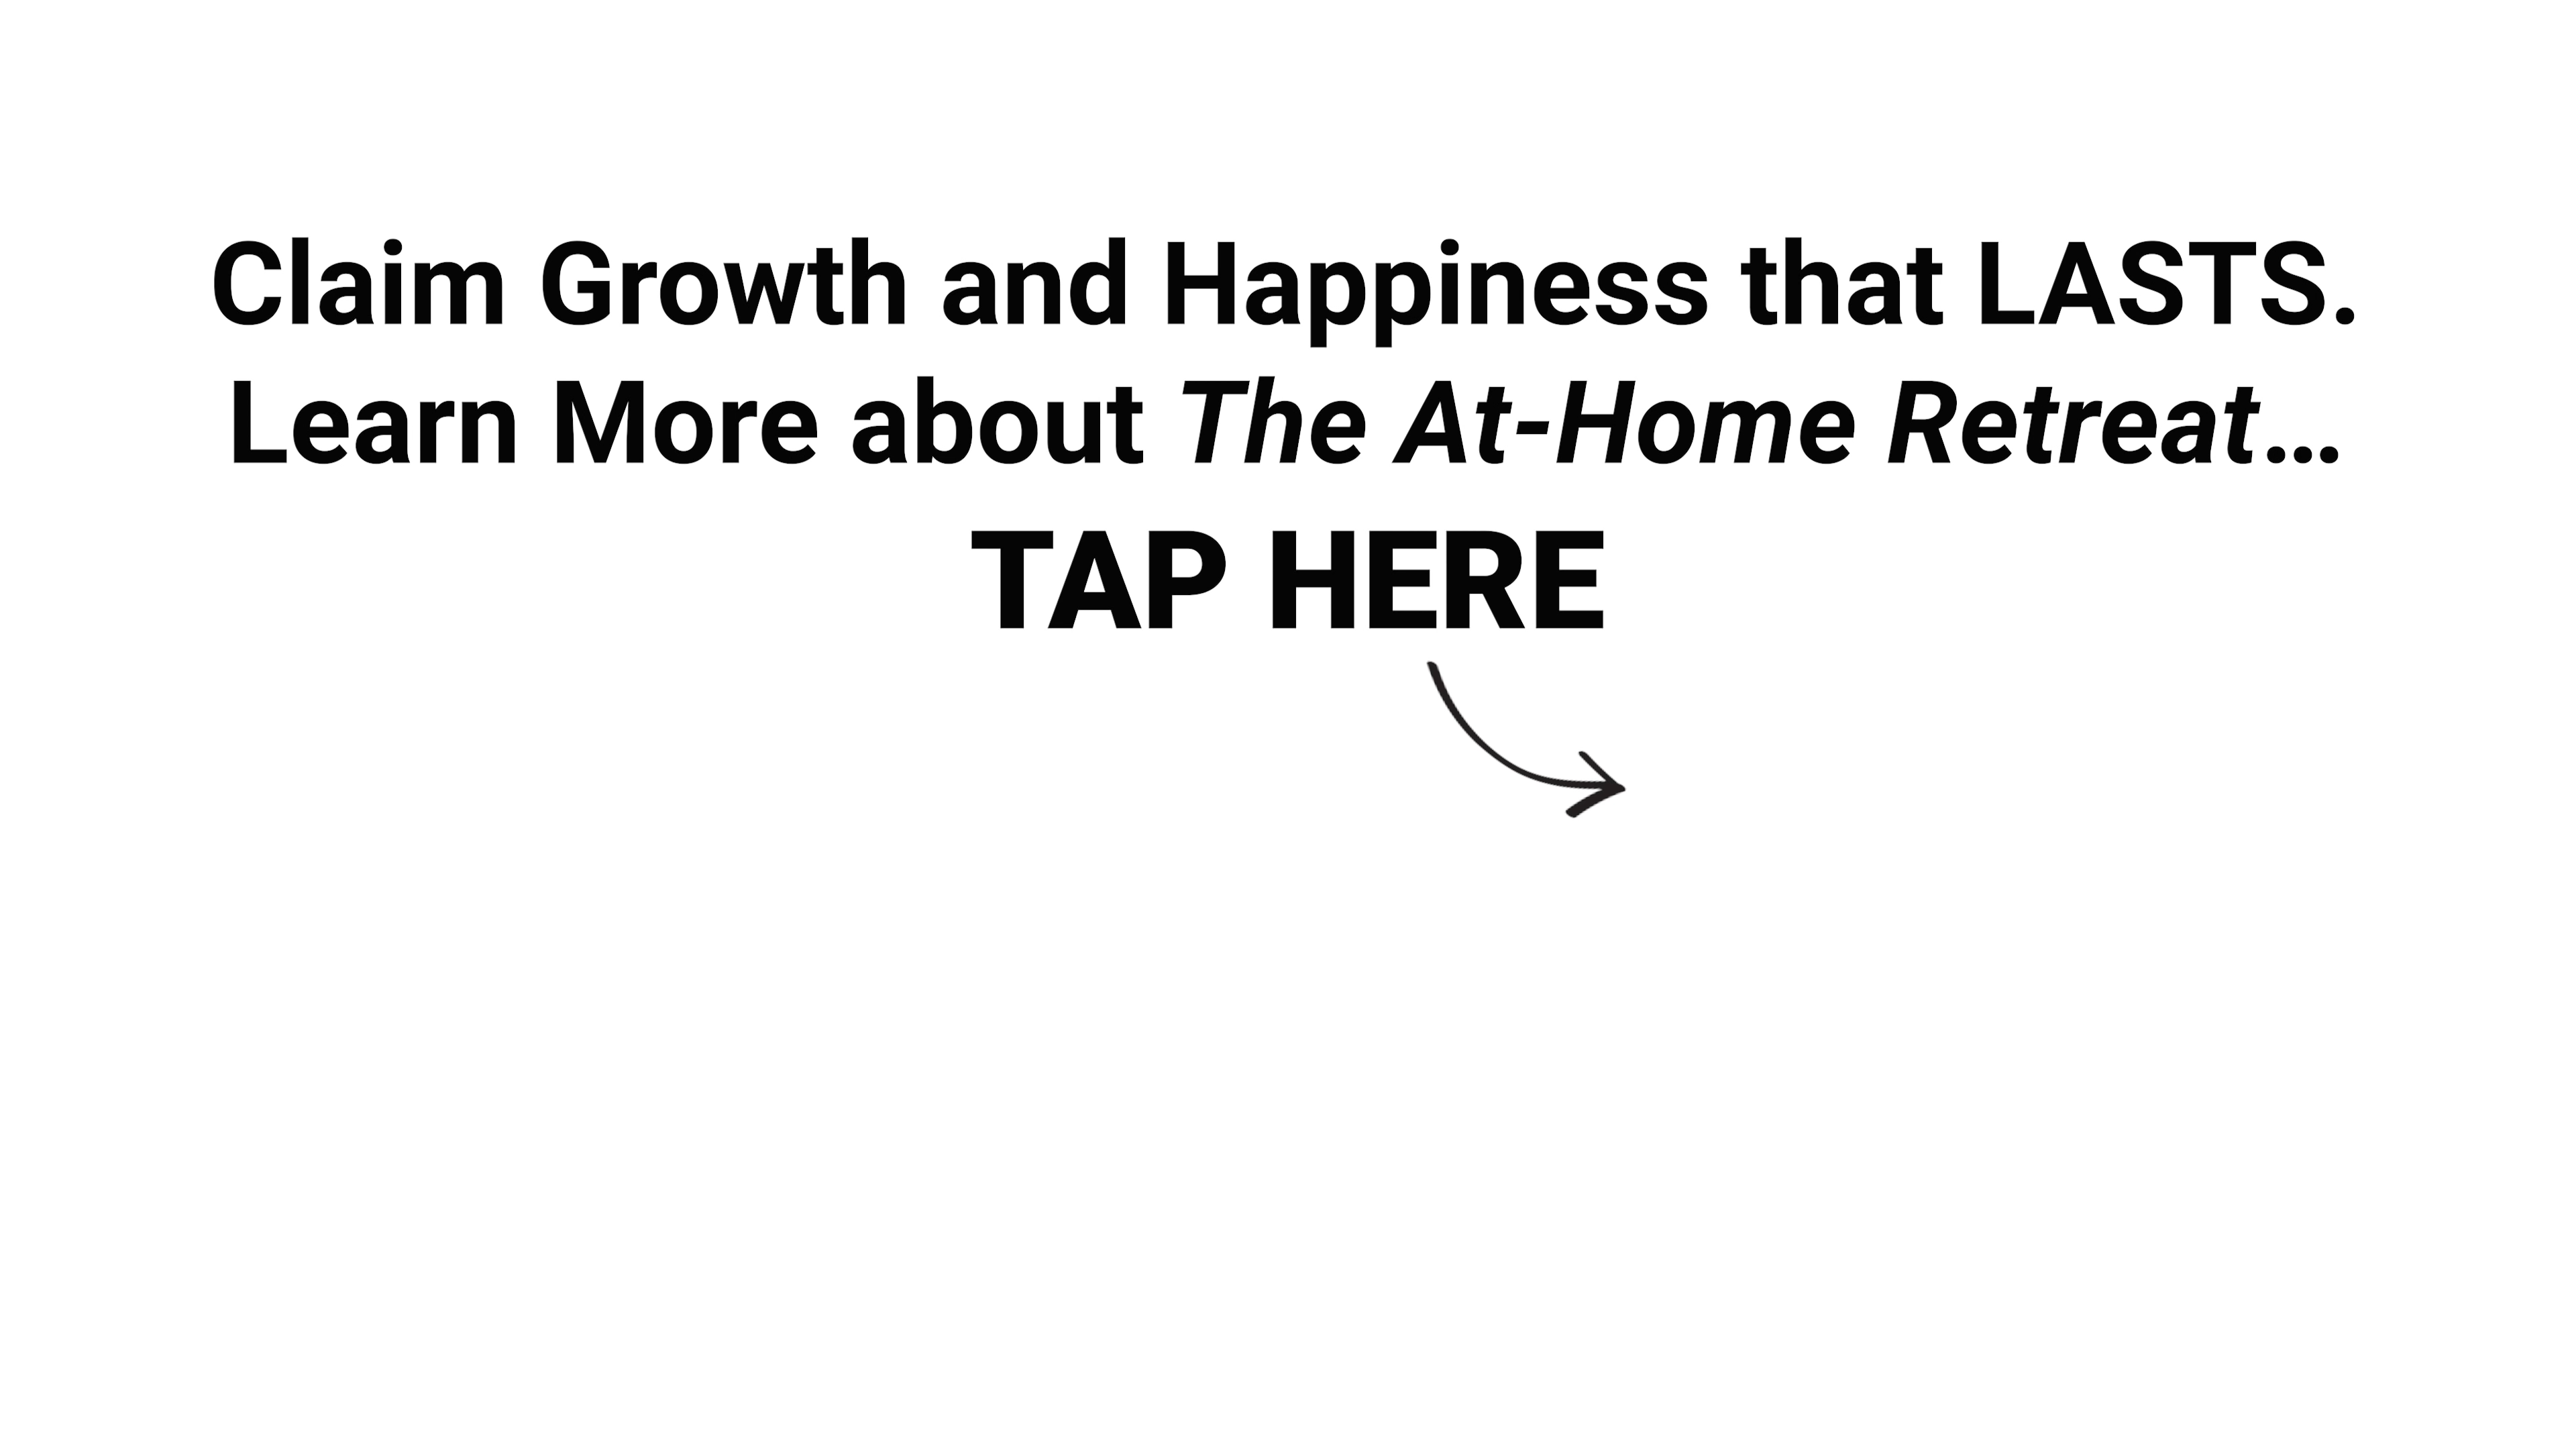 Claim Growth and Happiness that LASTS.
Learn More about The At-Home Retreat…
TAP HERE